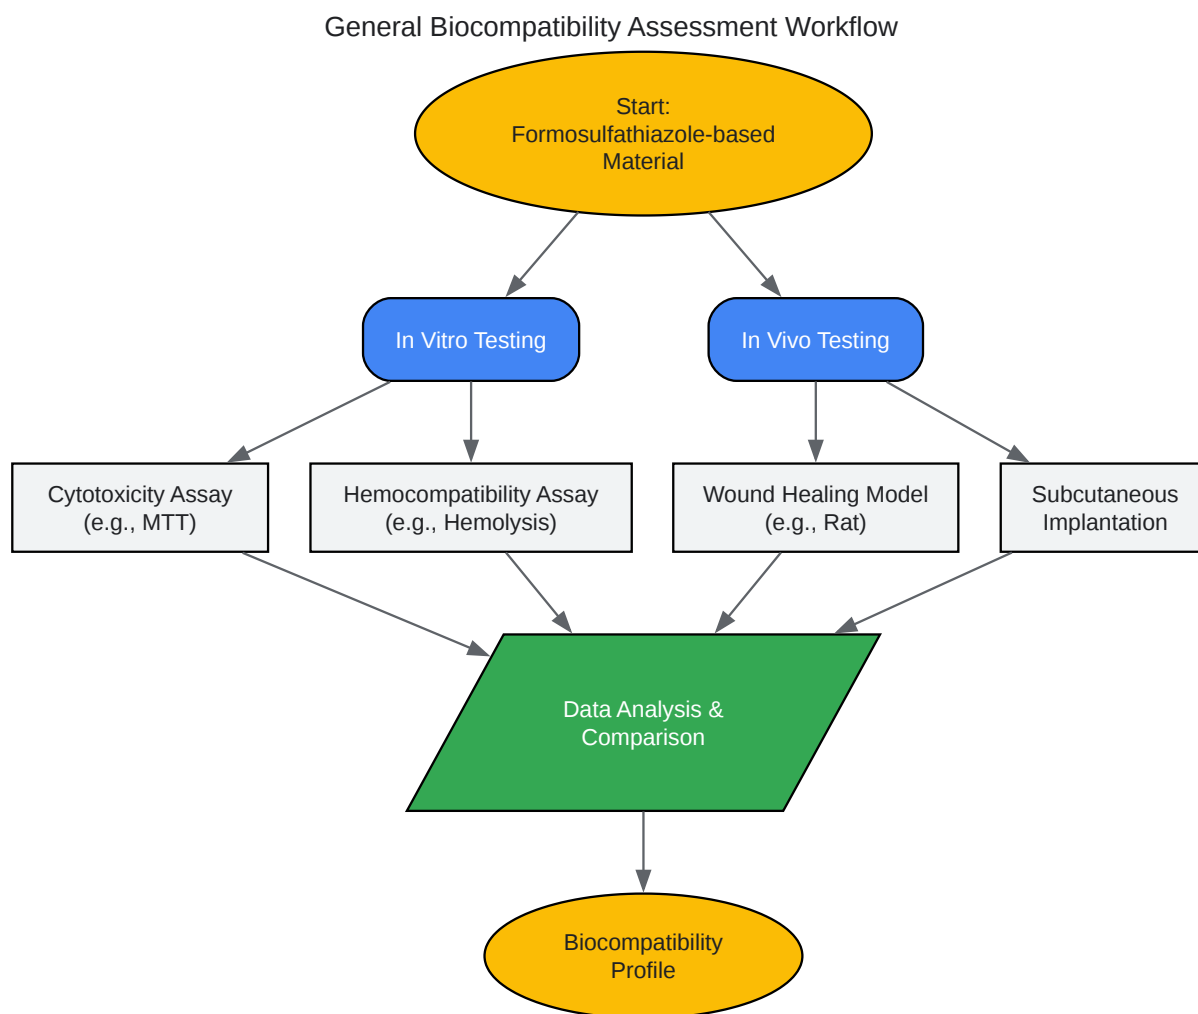 General Biocompatibility Assessment Workflow
Start:
Formosulfathiazole-based
Material
In Vitro Testing
In Vivo Testing
Cytotoxicity Assay
(e.g., MTT)
Hemocompatibility Assay
(e.g., Hemolysis)
Wound Healing Model
(e.g., Rat)
Subcutaneous
Implantation
Data Analysis &
Comparison
Biocompatibility
Profile